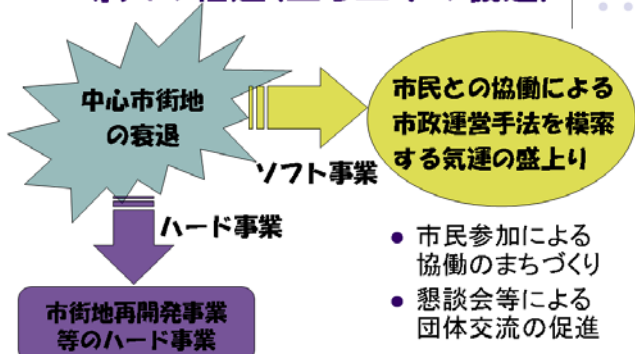 中心市街地
の衰退
市民との協働による
市政運営手法を模索
する気運の盛上り
ソフト事業
ハード事業
市街地再開発事業
等のハード事業
● 市民参加による
協働のまちづくり
● 懇談会等による
団体交流の促進